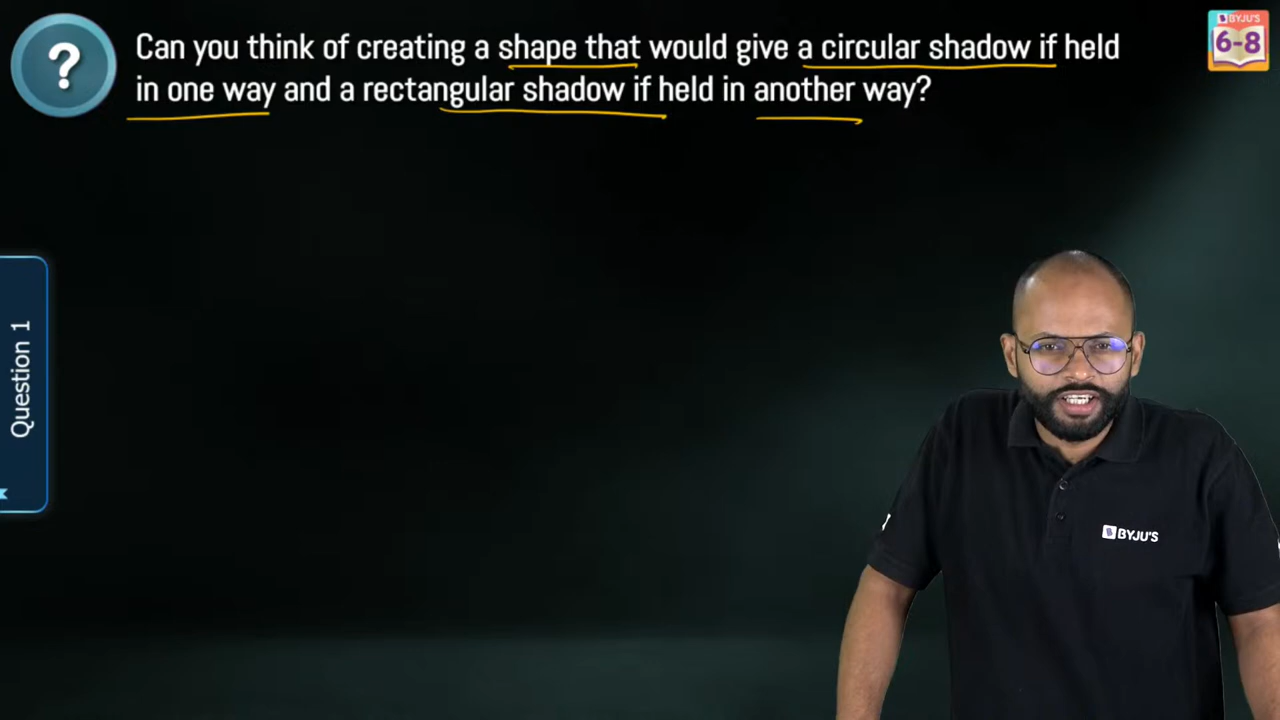 ?
Can you think of creating a shape that would give a circular shadow if held
in one way and a rectangular shadow if held in another way?
BYJU'S
6-8
Question 1
BYJU'S